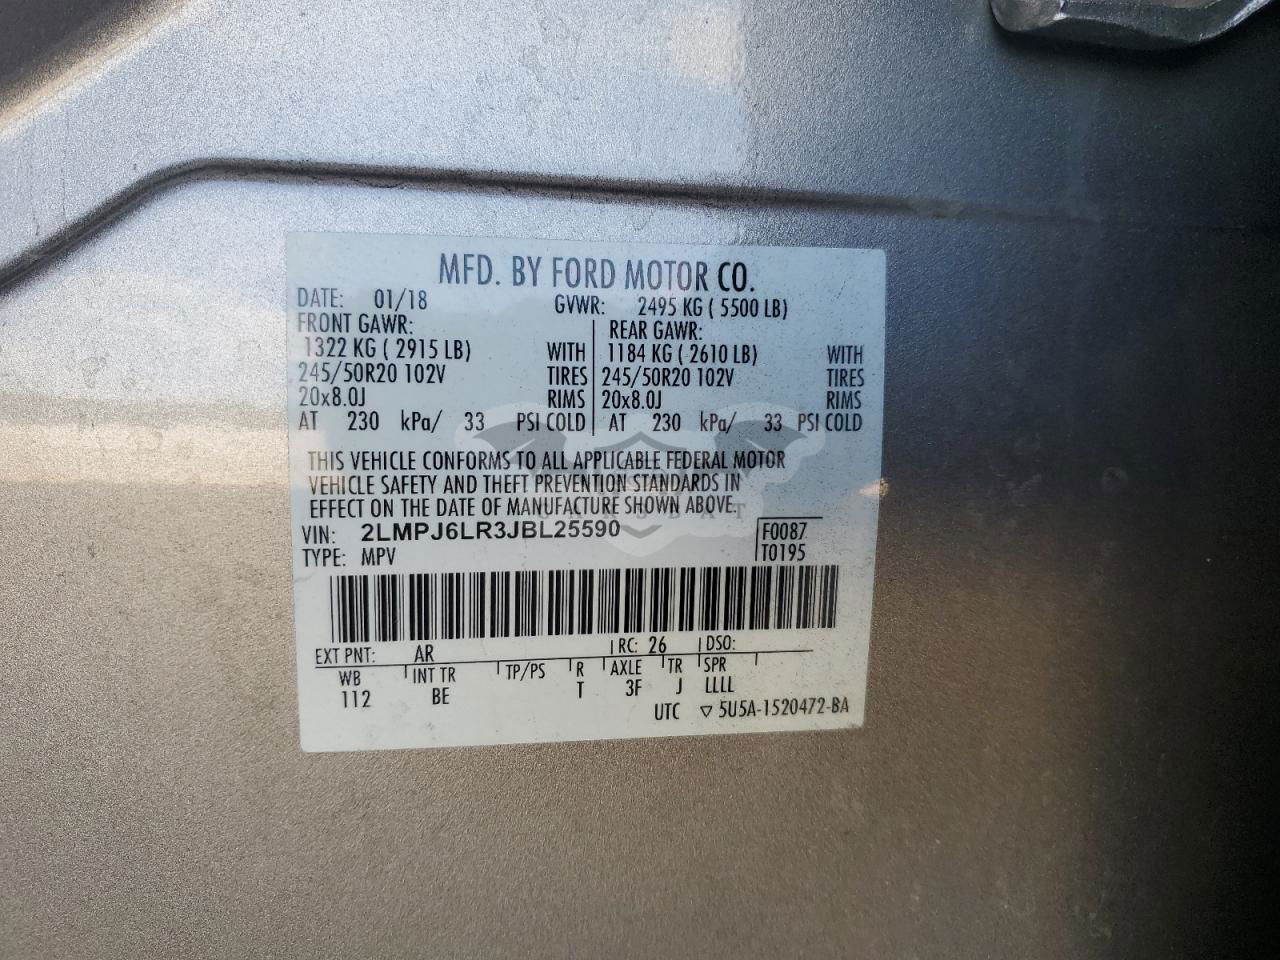 MFD. BY FORD MOTOR CO.
DATE: 01/18 GVWR: 2495 KG ( 5500 LB)
FRONT GAWR: REAR GAWR:
1322 KG ( 2915 LB) WITH 1184 KG ( 2610 LB) WITH
245/50R20 102V TIRES 245/50R20 102V TIRES
20x8.0J RIMS 20x8.0J RIMS
AT 230 kPa/ 33 PSI COLD AT 230 kPa/ 33 PSI COLD
THIS VEHICLE CONFORMS TO ALL APPLICABLE FEDERAL MOTOR
VEHICLE SAFETY AND THEFT PREVENTION STANDARDS IN
EFFECT ON THE DATE OF MANUFACTURE SHOWN ABOVE.
VIN: 2LMPJ6LR3JBL25590 F0087
TYPE: MPV T0195
EXT PNT: AR RC: 26 DSO:
WB INT TR TP/PS R AXLE TR SPR
112 BE T 3F J LLLL
UTC ▽ 5U5A-1520472-BA